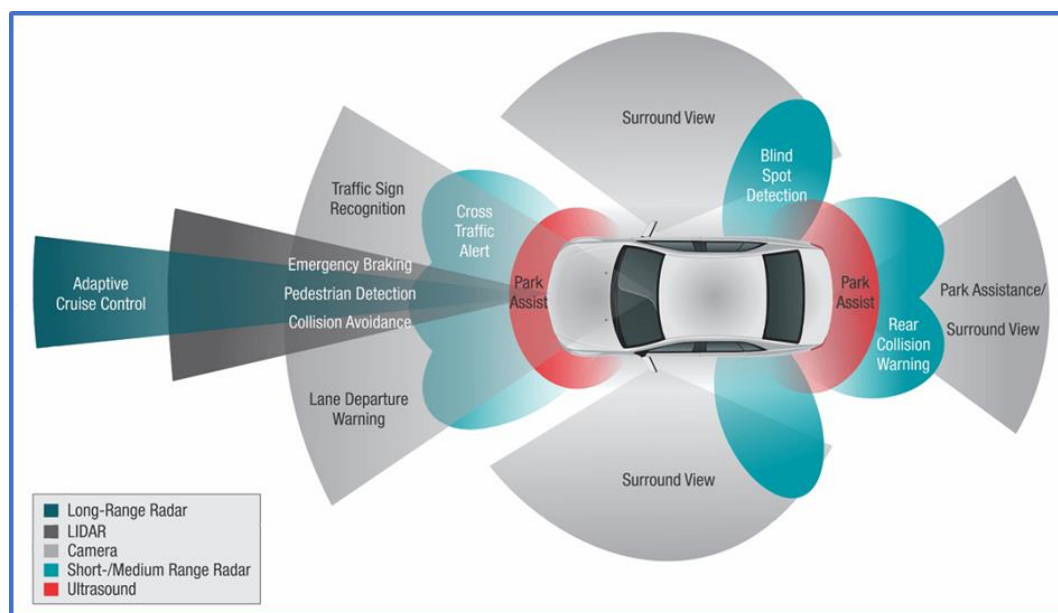 Surround View
Blind
Spot
Detection
Traffic Sign
Recognition
Cross
Traffic
Alert
Emergency Braking
Adaptive
Cruise Control
Pedestrian Detection
Collision Avoidance
Park
Assist
Park
Assist
Park Assistance/
Surround View
Rear
Collision
Warning
Lane Departure
Warning
Surround View
Long-Range Radar
LIDAR
Camera
Short-/Medium Range Radar
Ultrasound